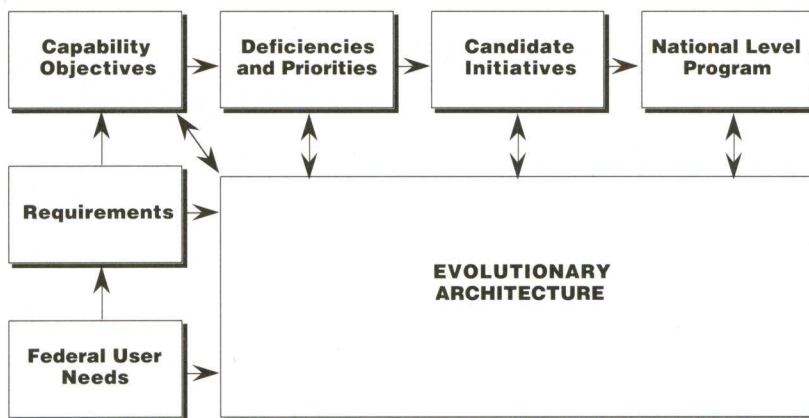 Capability
Objectives
Deficiencies
and Priorities
Candidate
Initiatives
National Level
Program
Requirements
EVOLUTIONARY
ARCHITECTURE
Federal User
Needs